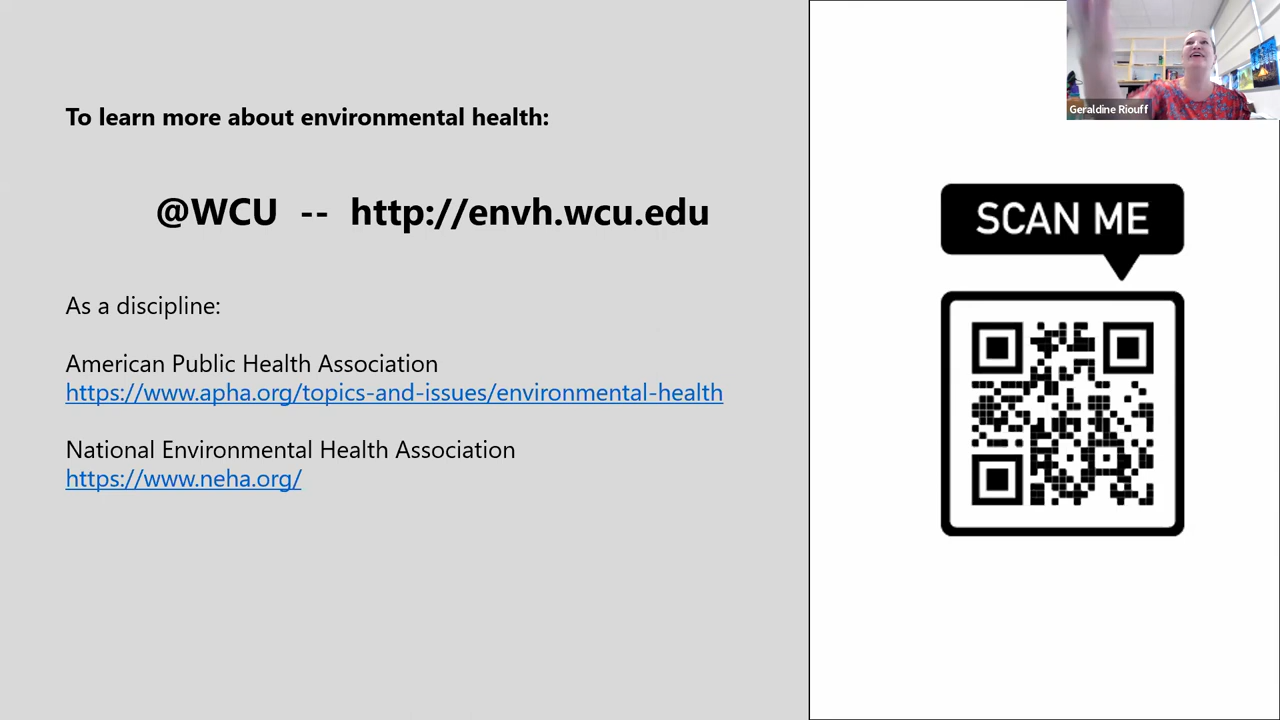 To learn more about environmental health:
@WCU -- http://envh.wcu.edu
As a discipline:
American Public Health Association
https://www.apha.org/topics-and-issues/environmental-health
National Environmental Health Association
https://www.neha.org/
Geraldine Riouff
SCAN ME